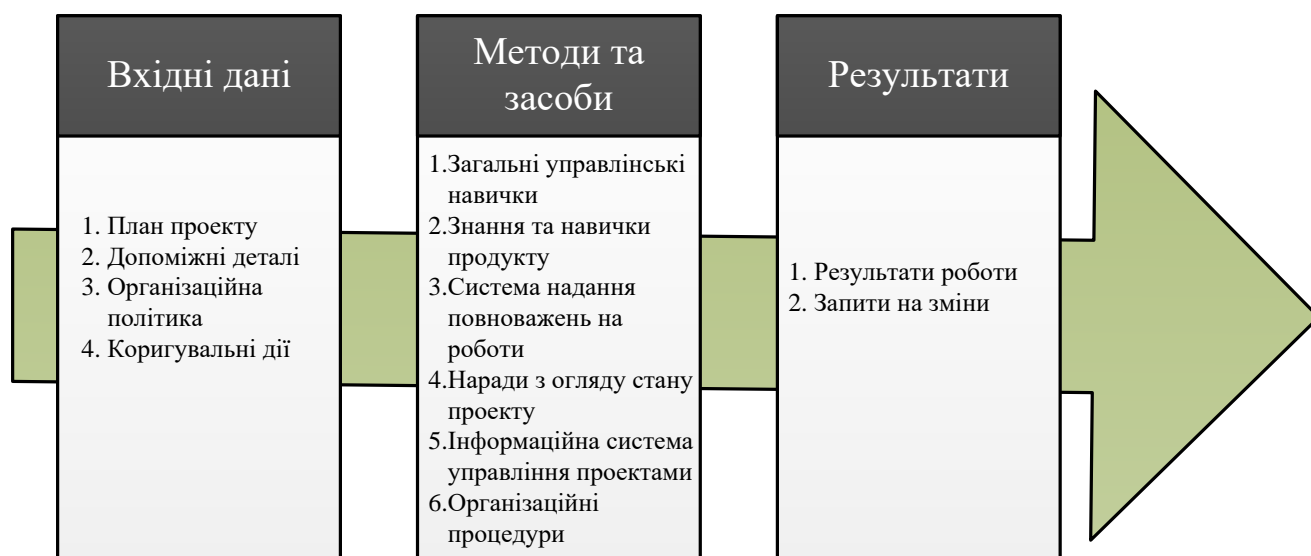 Вхідні дані
1. План проекту
2. Допоміжні деталі
3. Організаційна
політика
4. Коригувальні дії
Методи та
засоби
1.Загальні управлінські
навички
2.Знання та навички
продукту
3.Система надання
повноважень на
роботи
4.Наради з огляду стану
проекту
5.Інформаційна система
управління проектами
6.Організаційні
процедури
Результати
1. Результати роботи
2. Запити на зміни